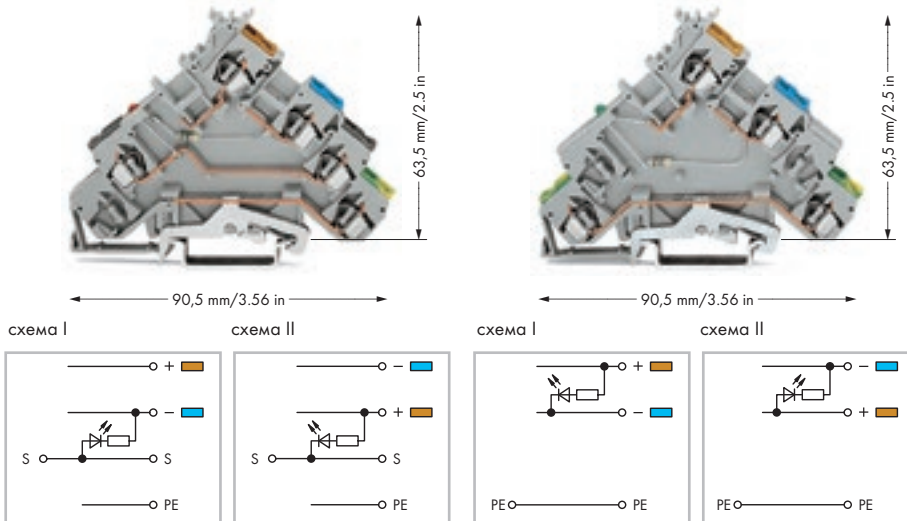 63,5 mm/2.5 in
63,5 mm/2.5 in
90,5 mm/3.56 in
90,5 mm/3.56 in
схема I
схема II
схема I
схема II
+
-
S
S
PE
-
+
S
S
PE
+
-
PE
PE
-
+
PE
PE